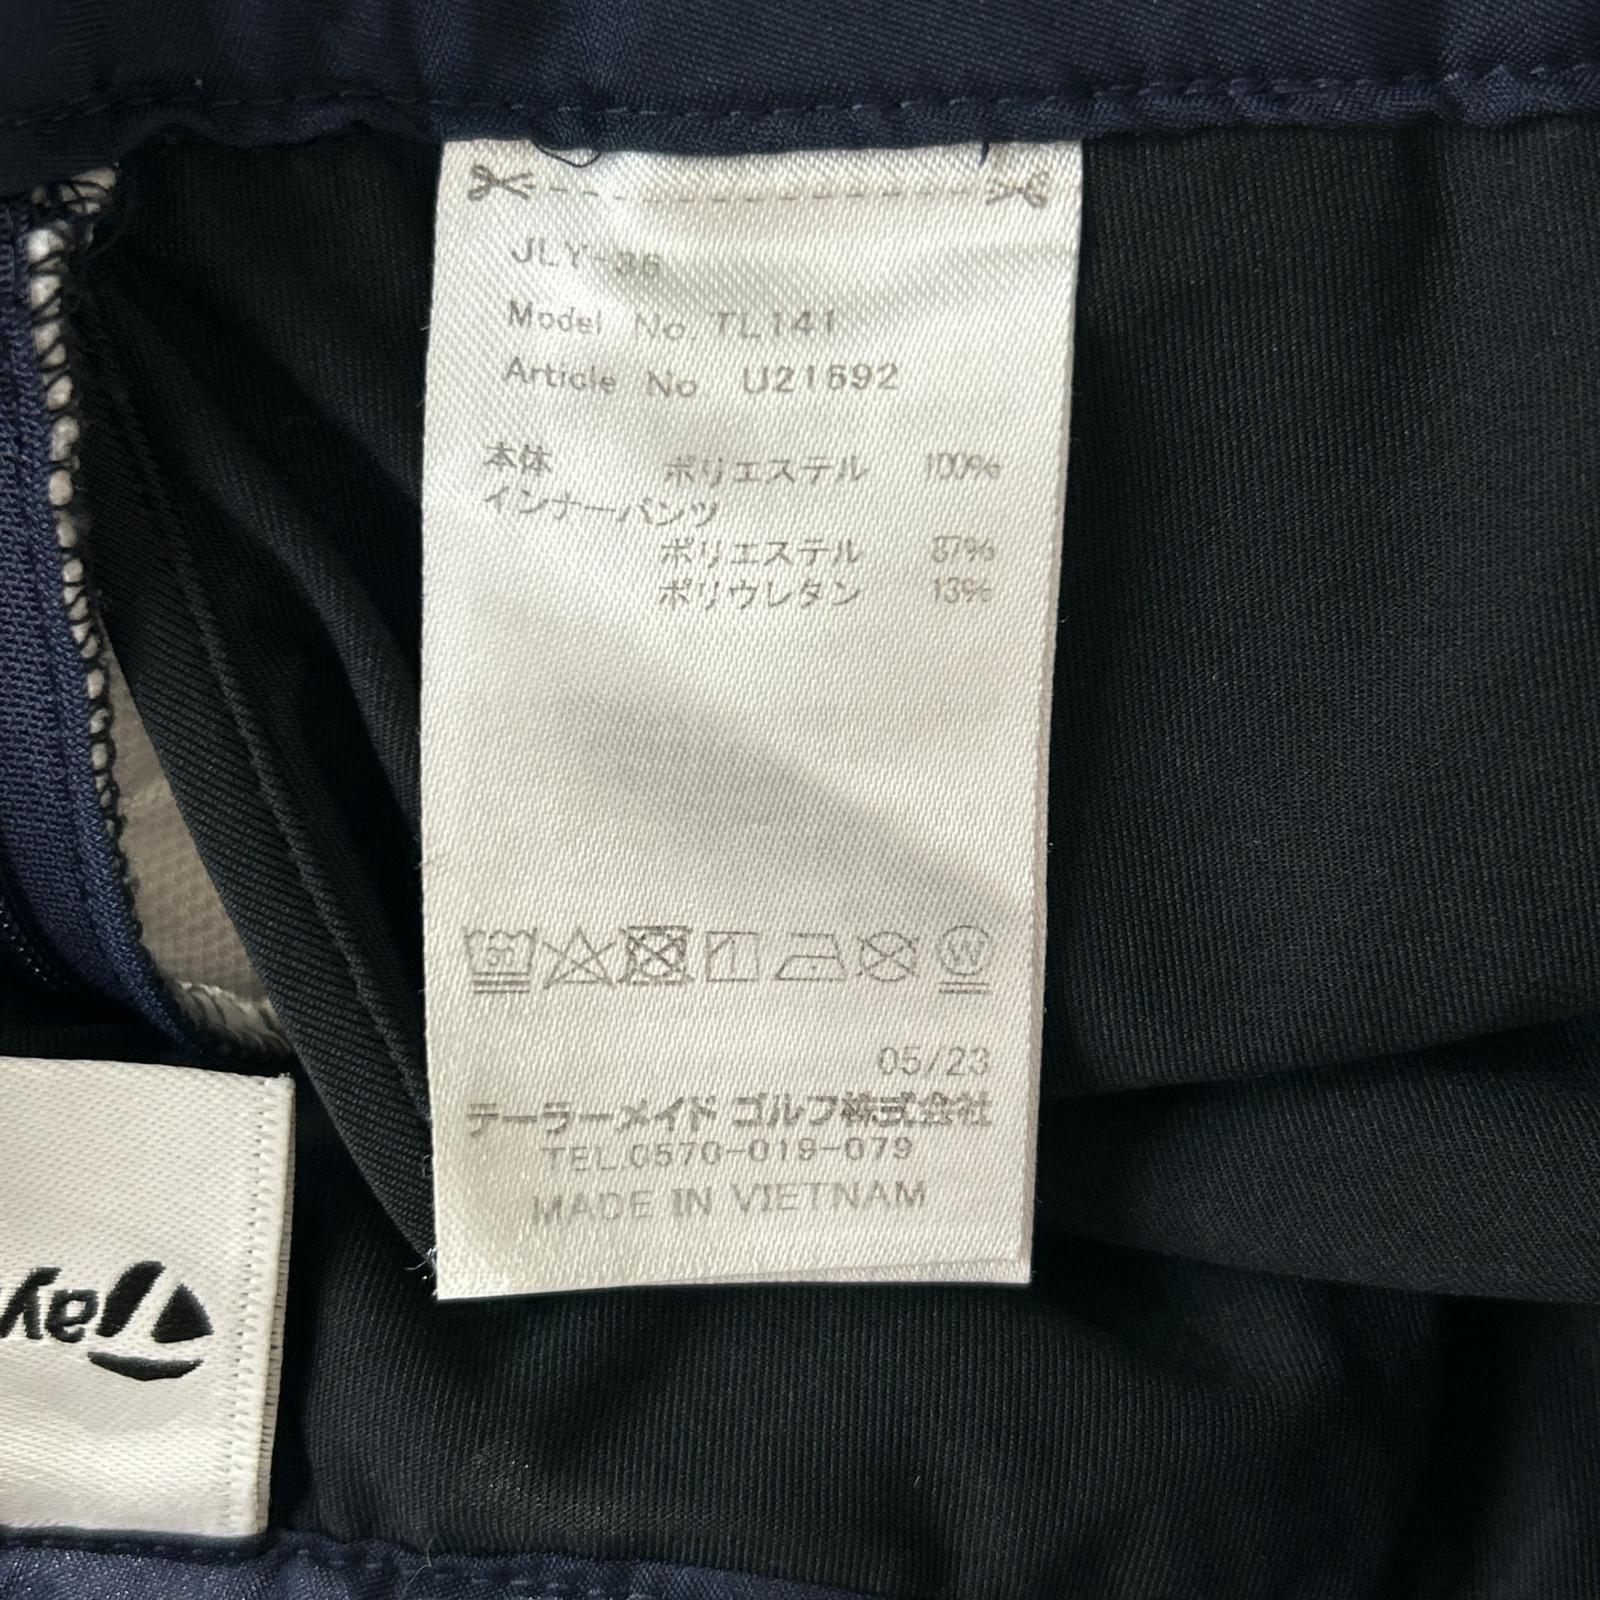 JLY-36
Model No. TL141
Article No U21692
本体 ポリエステル 100%
インナーパンツ
ポリエステル 87%
ポリウレタン 13%
30
W
05/23
テーラーメイド ゴルフ株式会社
TEL.0570-019-079
MADE IN VIETNAM
Tay